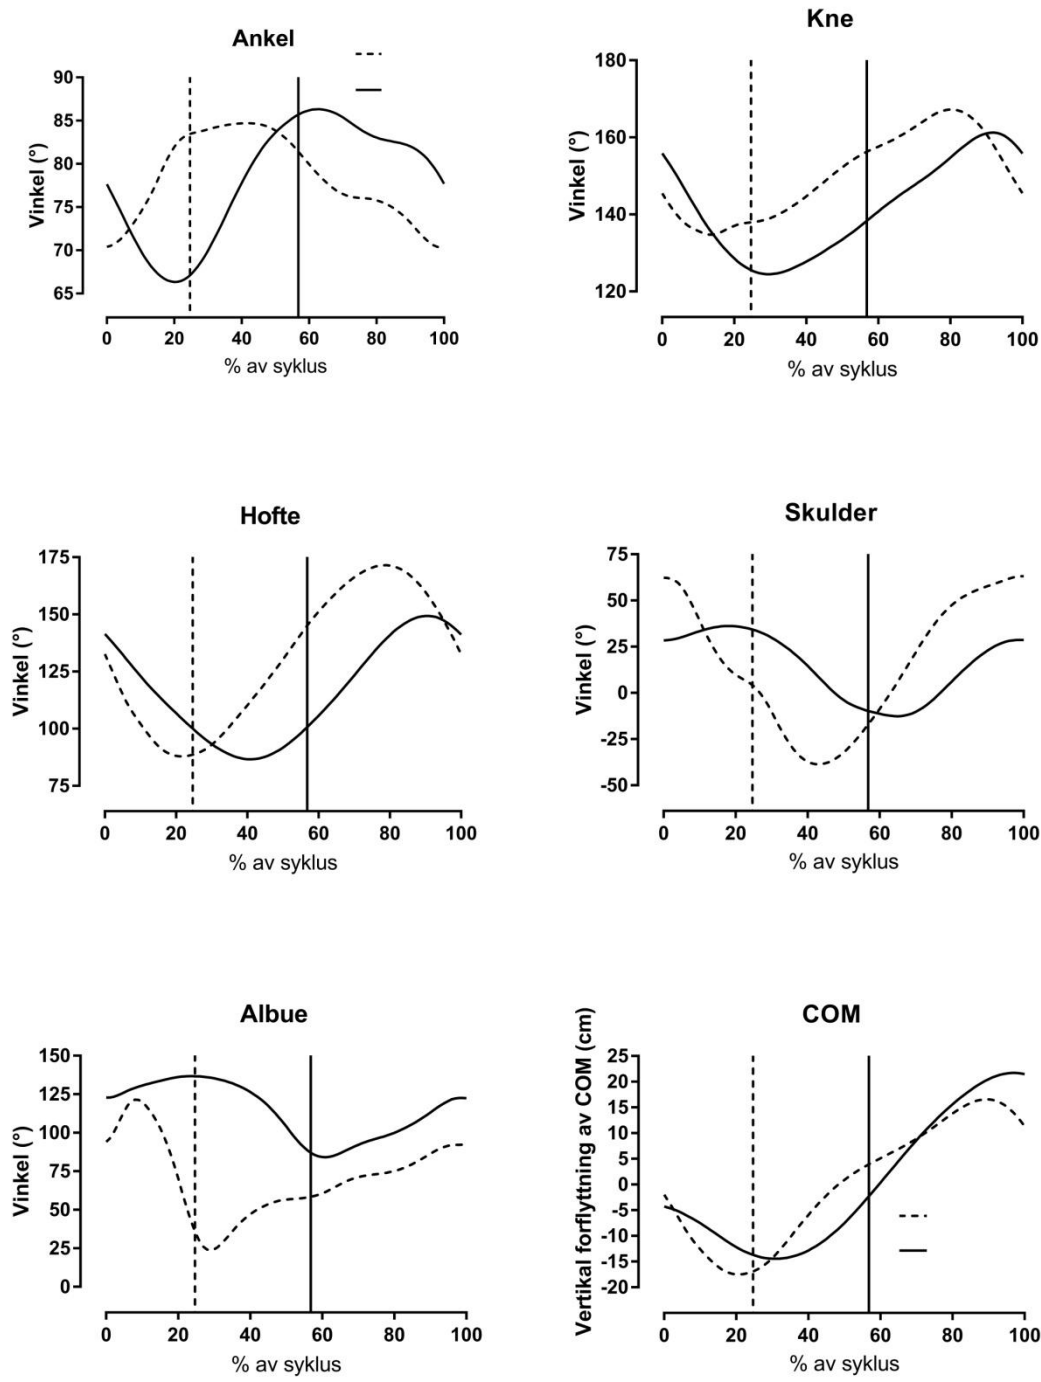 Ankel
90
85
80
75
70
65
Vinkel (°)
0 20 40 60 80 100
% av syklus
Kne
180
160
140
120
Vinkel (°)
0 20 40 60 80 100
% av syklus
Hofte
175
150
125
100
75
Vinkel (°)
0 20 40 60 80 100
% av syklus
Skulder
75
50
25
0
-25
-50
Vinkel (°)
0 20 40 60 80 100
% av syklus
Albue
150
125
100
75
50
25
0
Vinkel (°)
0 20 40 60 80 100
% av syklus
COM
25
20
15
10
5
0
-5
-10
-15
-20
Vertikal forflyttning av COM (cm)
0 20 40 60 80 100
% av syklus